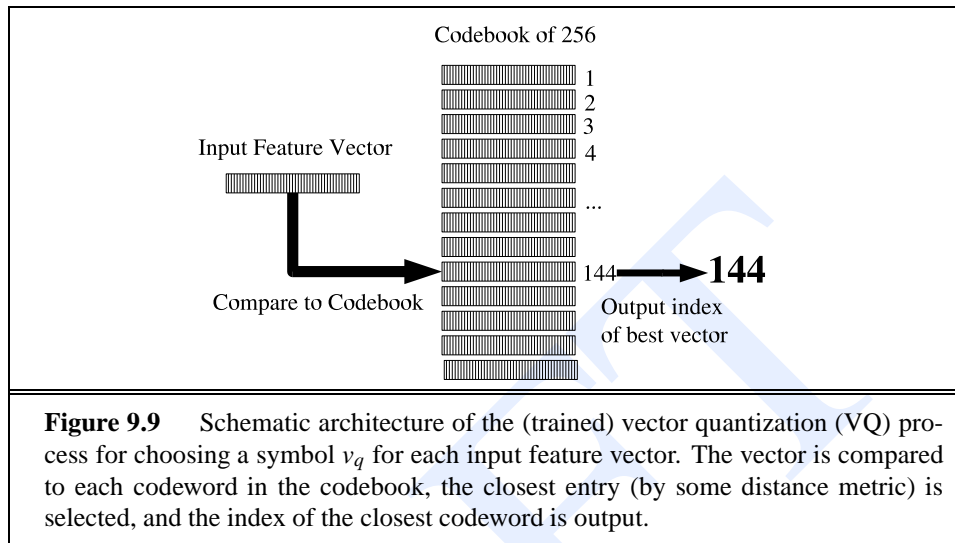 Codebook of 256
1
2
3
Input Feature Vector
4
...
144
144
Compare to Codebook
Output index
of best vector
Figure 9.9 Schematic architecture of the (trained) vector quantization (VQ) pro-
cess for choosing a symbol vq for each input feature vector. The vector is compared
to each codeword in the codebook, the closest entry (by some distance metric) is
selected, and the index of the closest codeword is output.